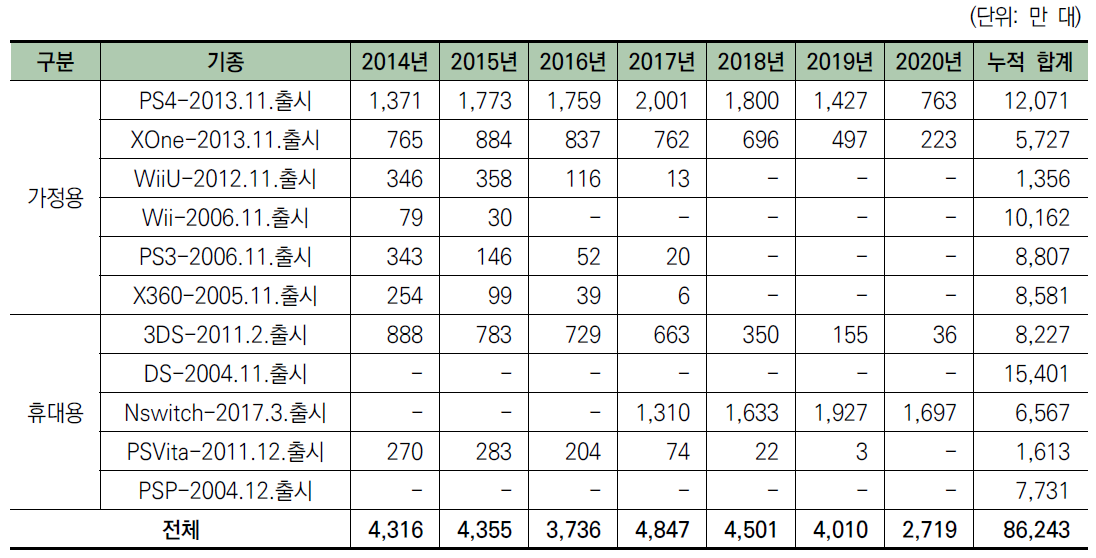 (단위: 만 대)
구분 기종 2014년 2015년 2016년 2017년 2018년 2019년 2020년 누적 합계
가정용 PS4-2013.11.출시 1,371 1,773 1,759 2,001 1,800 1,427 763 12,071
XOne-2013.11.출시 765 884 837 762 696 497 223 5,727
WiiU-2012.11.출시 346 358 116 13 - - - 1,356
Wii-2006.11.출시 79 30 - - - - - 10,162
PS3-2006.11.출시 343 146 52 20 - - - 8,807
X360-2005.11.출시 254 99 39 6 - - - 8,581
휴대용 3DS-2011.2.출시 888 783 729 663 350 155 36 8,227
DS-2004.11.출시 - - - - - - - 15,401
Nswitch-2017.3.출시 - - - 1,310 1,633 1,927 1,697 6,567
PSVita-2011.12.출시 270 283 204 74 22 3 - 1,613
PSP-2004.12.출시 - - - - - - - 7,731
전체 4,316 4,355 3,736 4,847 4,501 4,010 2,719 86,243